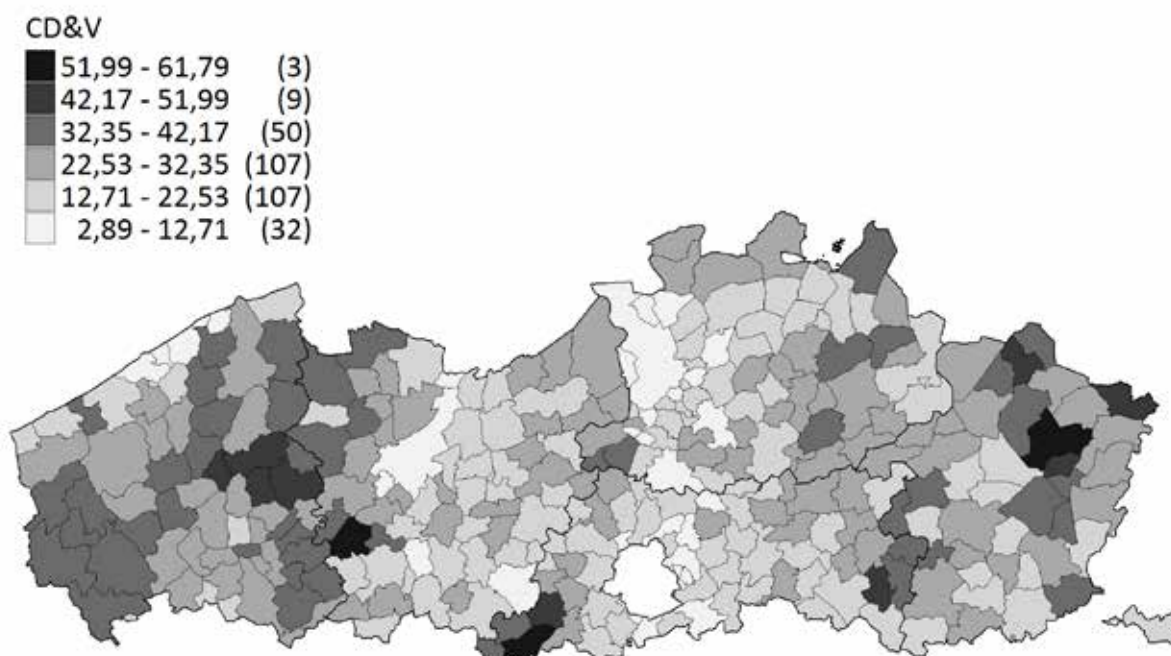 CD&V
51,99 - 61,79 (3)
42,17 - 51,99 (9)
32,35 - 42,17 (50)
22,53 - 32,35 (107)
12,71 - 22,53 (107)
2,89 - 12,71 (32)